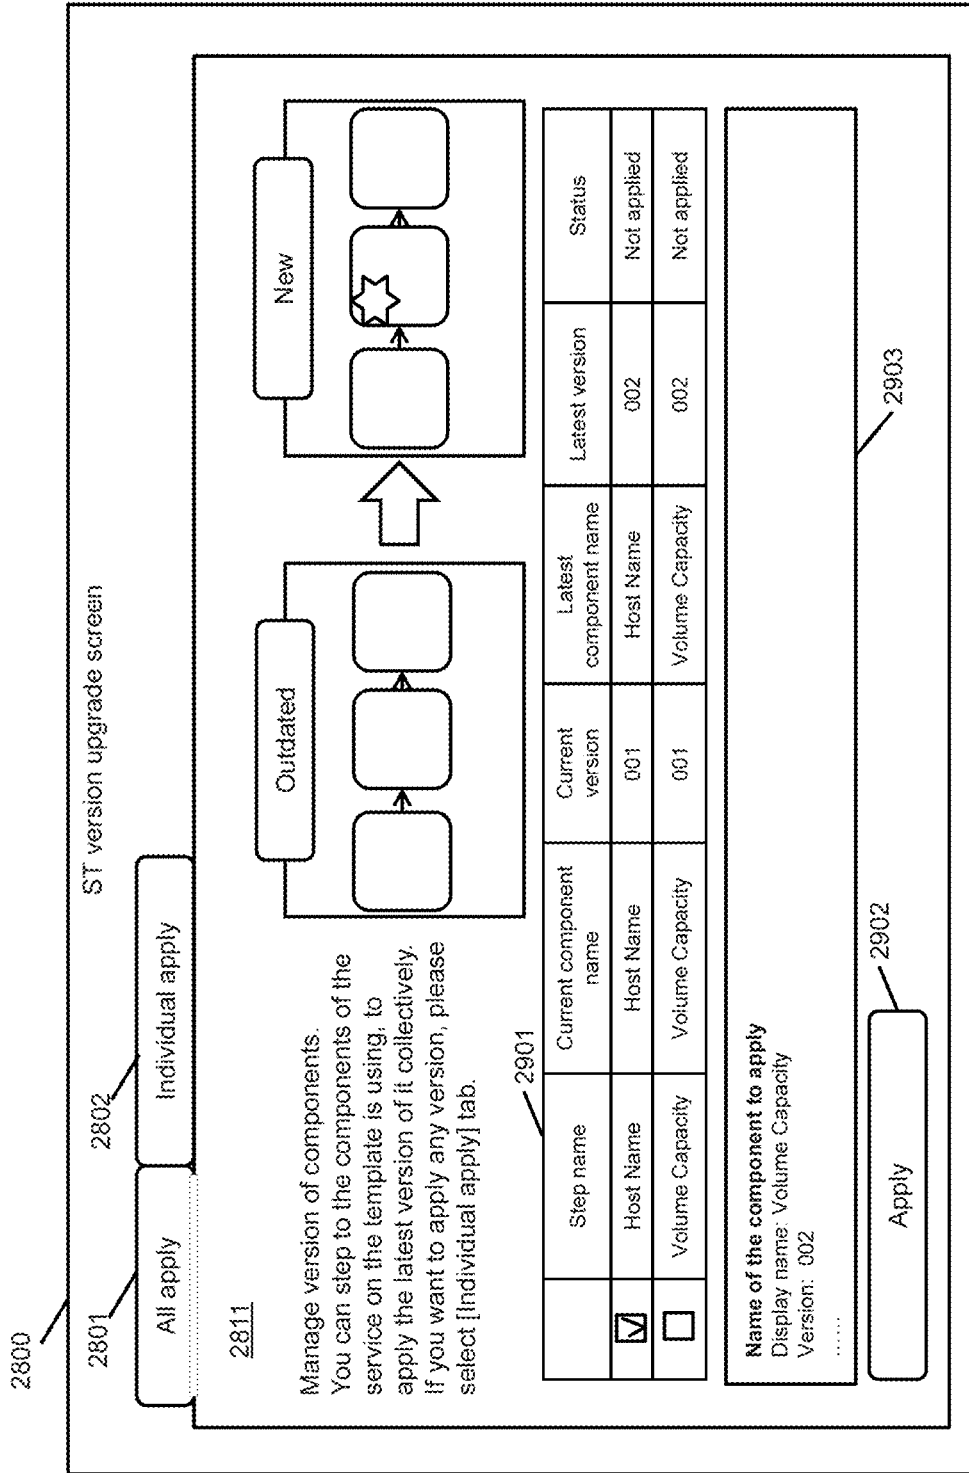 2800
ST version upgrade screen
2801
2802
All apply
Individual apply
2811
Manage version of components.
You can step to the components of the
service on the template is using, to
apply the latest version of it collectively.
If you want to apply any version, please
select [Individual apply] tab.
Outdated
New
2901
Step name
Current component
name
Current
version
Latest
component name
Latest version
Status
Host Name
Host Name
001
Host Name
002
Not applied
Volume Capacity
Volume Capacity
001
Volume Capacity
002
Not applied
Name of the component to apply
Display name: Volume Capacity
Version: 002
......
2903
Apply
2902